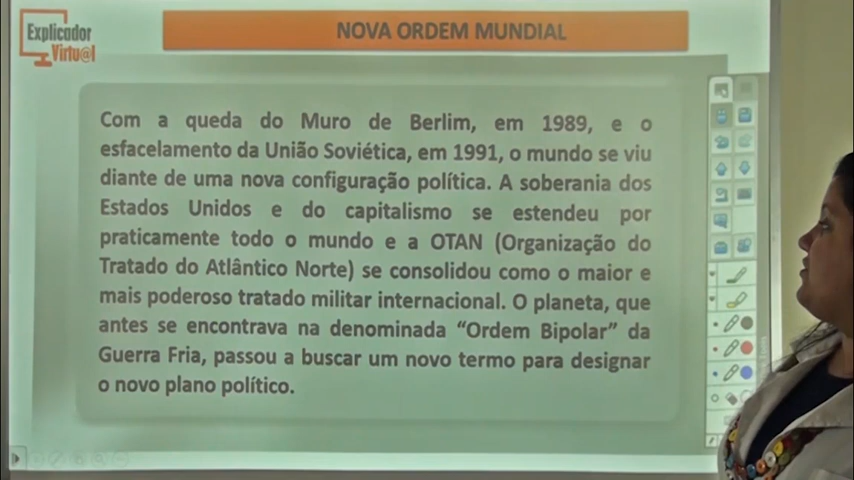 Explicador
Virtu@l
NOVA ORDEM MUNDIAL
Com a queda do Muro de Berlim, em 1989, e o
esfacelamento da União Soviética, em 1991, o mundo se viu
diante de uma nova configuração política. A soberania dos
Estados Unidos e do capitalismo se estendeu por
praticamente todo o mundo e a OTAN (Organização do
Tratado do Atlântico Norte) se consolidou como o maior e
mais poderoso tratado militar internacional. O planeta, que
antes se encontrava na denominada “Ordem Bipolar” da
Guerra Fria, passou a buscar um novo termo para designar
o novo plano político.